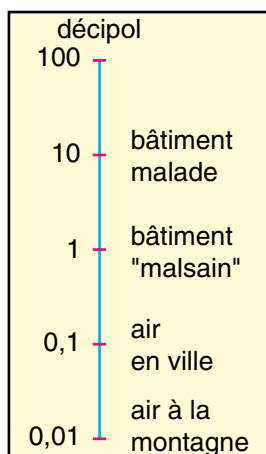 décipol
100
10
bâtiment
malade
1
bâtiment
"malsain"
0,1
air
en ville
air à la
0,01
montagne